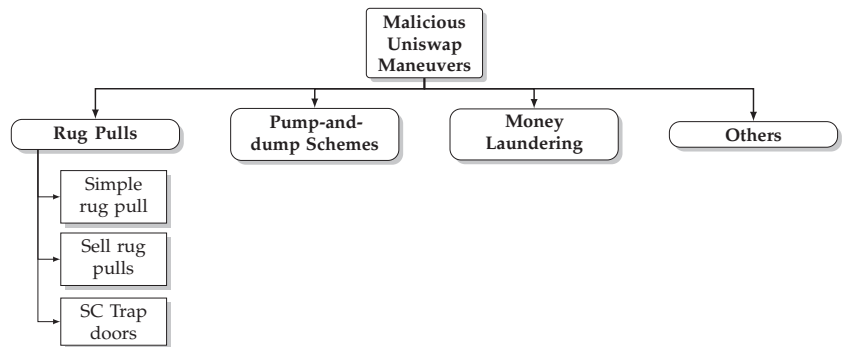 Malicious
Uniswap
Maneuvers
Rug Pulls
Pump-and-
dump Schemes
Money
Laundering
Others
Simple
rug pull
Sell rug
pulls
SC Trap
doors